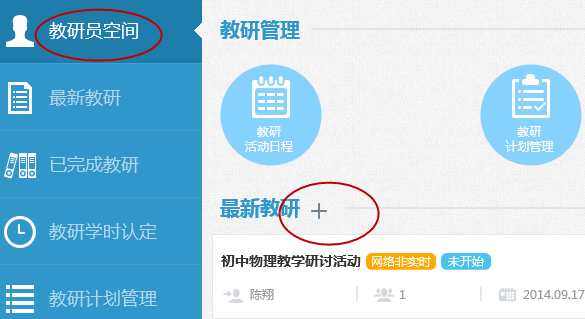 教研员空间
最新教研
已完成教研
教研学时认定
教研计划管理
教研管理
教研
活动日程
教研
计划管理
最新教研 +
初中物理教学研讨活动 网络非实时 未开始
陈翔 1 2014.09.17